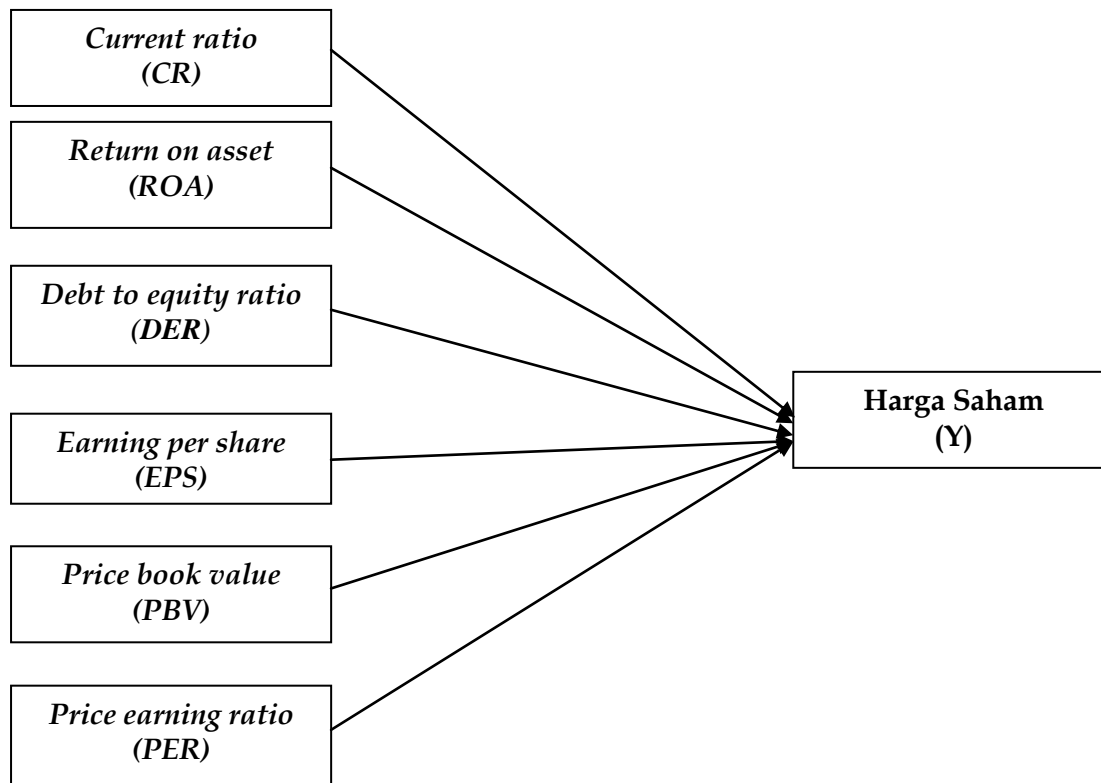 Current ratio
(CR)
Return on asset
(ROA)
Debt to equity ratio
(DER)
Earning per share
(EPS)
Price book value
(PBV)
Price earning ratio
(PER)
Harga Saham
(Y)